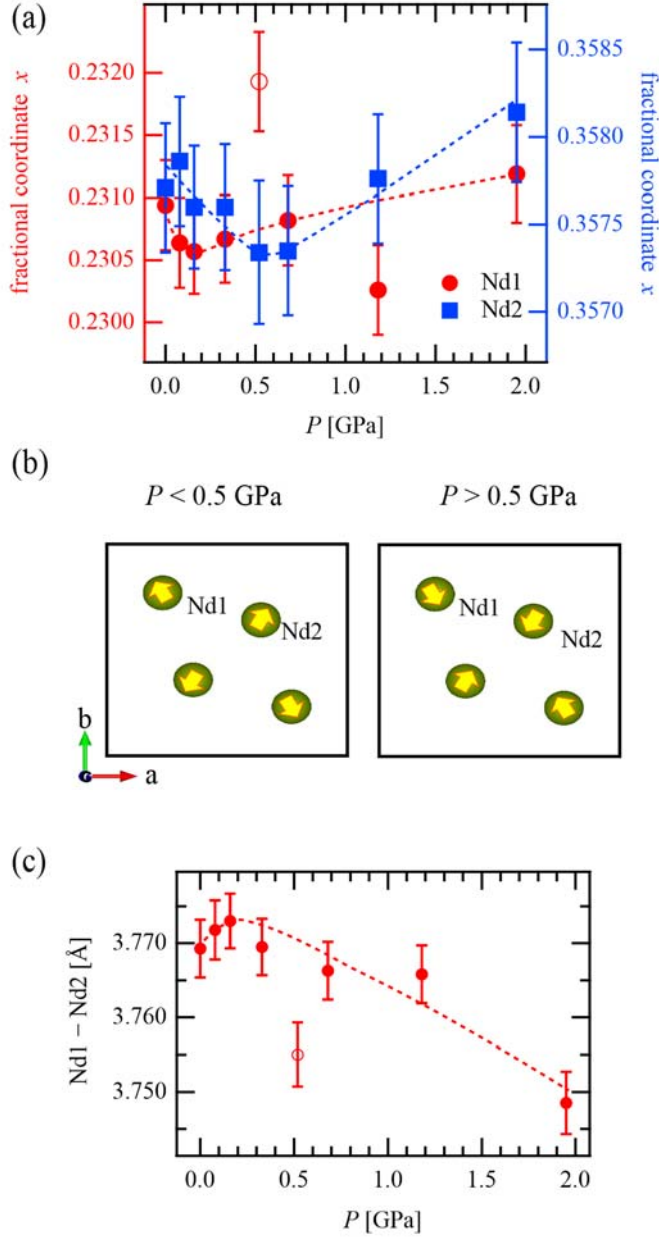 (a)
fractional coordinate x
0.2320
0.2315
0.2310
0.2305
0.2300
0.3585
0.3580
0.3575
0.3570
fractional coordinate x
Nd1
Nd2
0.0 0.5 1.0 1.5 2.0
P [GPa]
(b)
P < 0.5 GPa
P > 0.5 GPa
Nd1
Nd2
Nd1
Nd2
b
a
(c)
Nd1 – Nd2 [Å]
3.770
3.760
3.750
0.0 0.5 1.0 1.5 2.0
P [GPa]